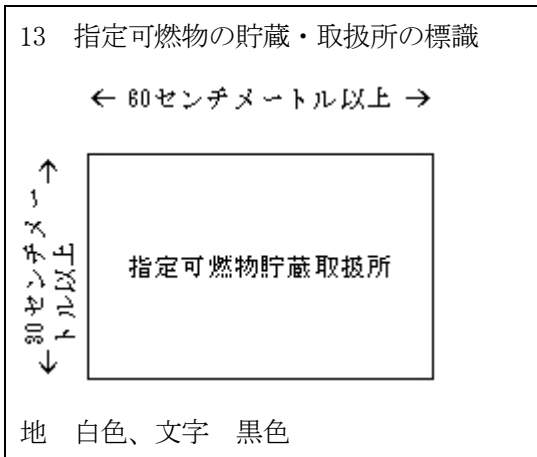 13　指定可燃物の貯蔵・取扱所の標識
← 60センチメートル以上 →
← 30センチメー
トル以上 →
指定可燃物貯蔵取扱所
地　白色、文字　黒色